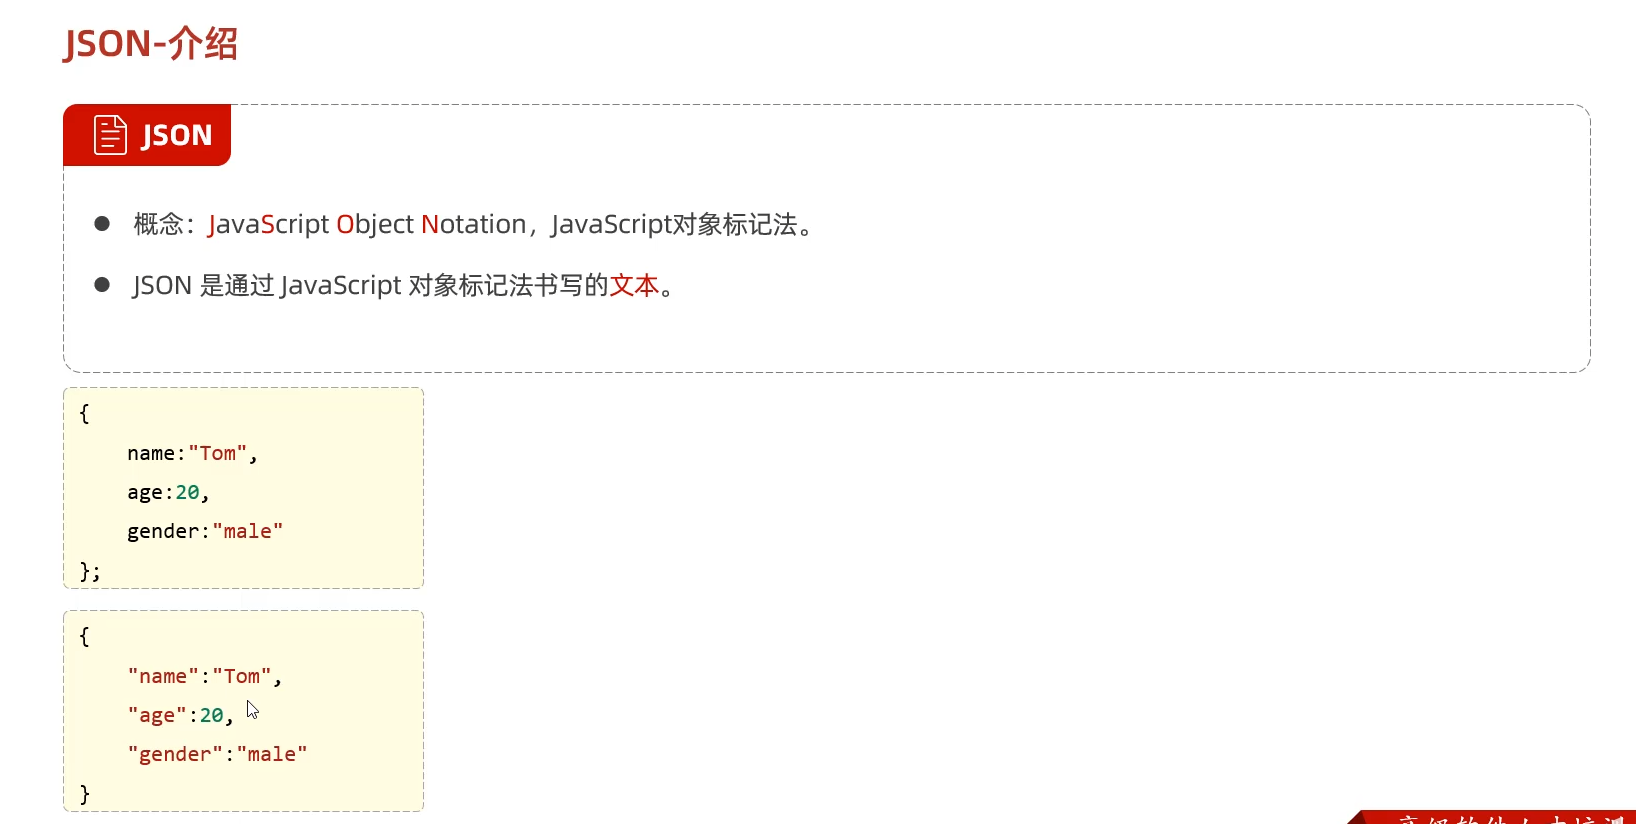 JSON-介绍
JSON
概念：JavaScript Object Notation，JavaScript对象标记法。
JSON 是通过 JavaScript 对象标记法书写的文本。
{
name:"Tom",
age:20,
gender:"male"
};
{
"name":"Tom",
"age":20,
"gender":"male"
}